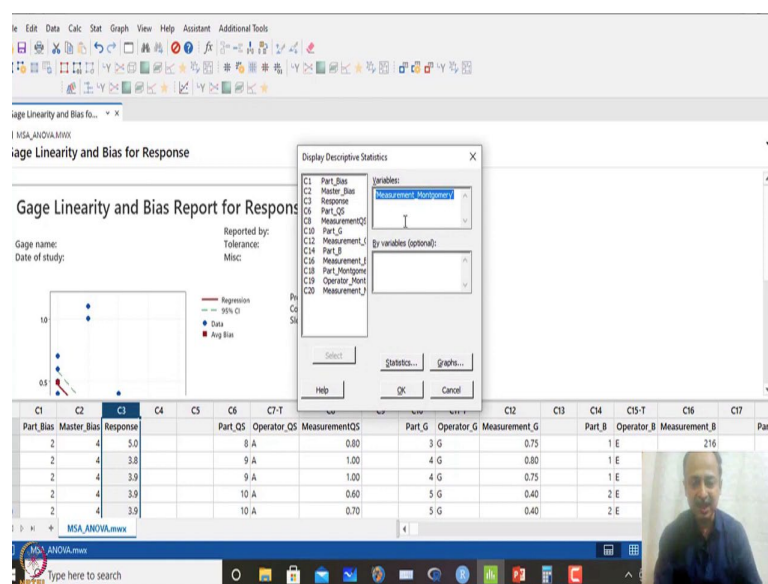 le Edit Data Calc Stat Graph View Help Assistant Additional Tools
age Linearity and Bias fo...
MSA_ANOVA.MWX
age Linearity and Bias for Response
Gage Linearity and Bias Report for Respons
Reported by:
Gage name: Tolerance:
Date of study: Misc:
Regression
95% CI
Data
Avg Bias
1.0
0.5
Display Descriptive Statistics
C1 Part_Bias
C2 Master_Bias
C3 Response
C6 Part_QS
C8 MeasurementQS
C10 Part_G
C12 Measurement_G
C14 Part_B
C16 Measurement_B
C18 Part_Montgome
C19 Operator_Mont
C20 Measurement_M
Variables:
'Measurement_Montgomery'
By variables (optional):
Select
Statistics... Graphs...
Help OK Cancel
C1 C2 C3 C4 C5 C6 C7-T C12 C13 C14 C15-T C16 C17
Part_Bias Master_Bias Response Part_QS Operator_QS MeasurementQS Part_G Operator_G Measurement_G Part_B Operator_B Measurement_B Par
2 4 5.0 8 A 0.80 3 G 0.75 1 E 216
2 4 3.8 9 A 1.00 4 G 0.80 1 E
2 4 3.9 9 A 1.00 4 G 0.75 1 E
2 4 3.9 10 A 0.60 5 G 0.40 2 E
2 4 3.9 10 A 0.70 5 G 0.40 2 E
MSA_ANOVA.mwx
MSA_ANOVA.mwx
NPTEL
Type here to search